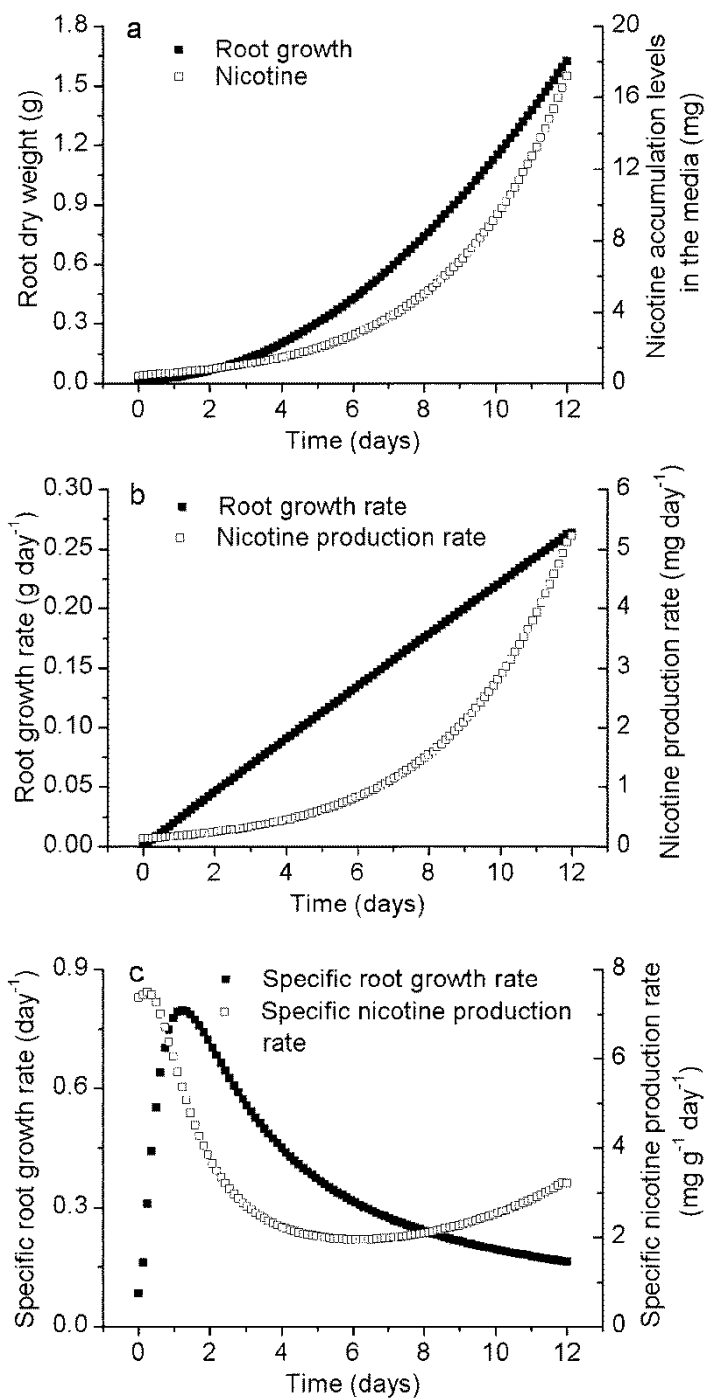 a
Root growth
Nicotine
Root dry weight (g)
1.8
1.5
1.2
0.9
0.6
0.3
0.0
20
16
12
8
4
0
Nicotine accumulation levels
in the media (mg)
0 2 4 6 8 10 12
Time (days)
b
Root growth rate
Nicotine production rate
Root growth rate (g day⁻¹)
0.30
0.25
0.20
0.15
0.10
0.05
0.00
6
5
4
3
2
1
0
Nicotine production rate (mg day⁻¹)
0 2 4 6 8 10 12
Time (days)
c
Specific root growth rate
Specific nicotine production
rate
Specific root growth rate (day⁻¹)
0.9
0.6
0.3
0.0
8
6
4
2
0
Specific nicotine production rate
(mg g⁻¹ day⁻¹)
0 2 4 6 8 10 12
Time (days)